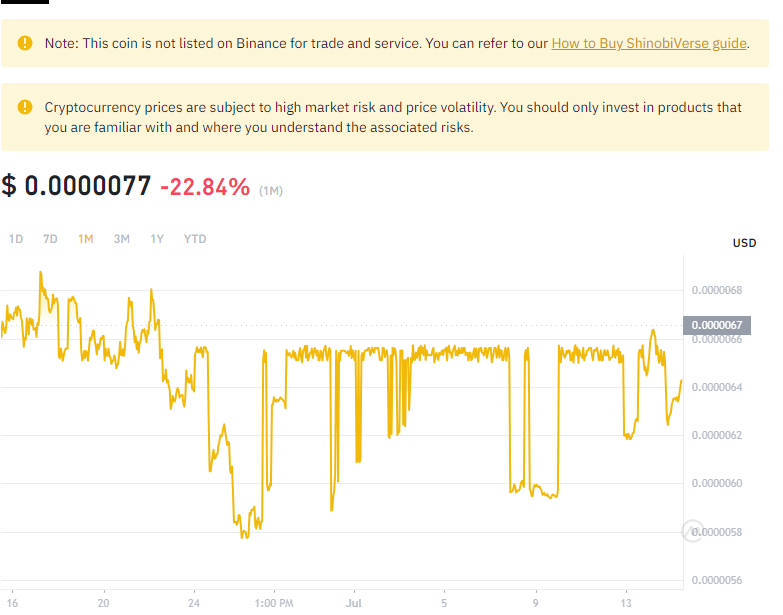 Note: This coin is not listed on Binance for trade and service. You can refer to our How to Buy ShinobiVerse guide.
Cryptocurrency prices are subject to high market risk and price volatility. You should only invest in products that
you are familiar with and where you understand the associated risks.
$ 0.0000077 -22.84% (1M)
1D 7D 1M 3M 1Y YTD
USD
0.0000068
0.0000067
0.0000066
0.0000064
0.0000062
0.0000060
0.0000058
0.0000056
16 20 24 1:00 PM Jul 5 9 13